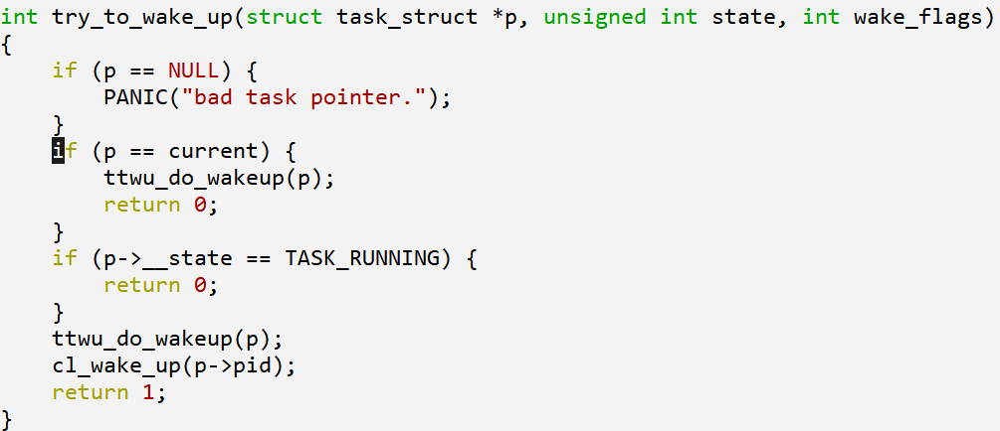 int try_to_wake_up(struct task_struct *p, unsigned int state, int wake_flags)
{
    if (p == NULL) {
        PANIC("bad task pointer.");
    }
    if (p == current) {
        ttwu_do_wakeup(p);
        return 0;
    }
    if (p->__state == TASK_RUNNING) {
        return 0;
    }
    ttwu_do_wakeup(p);
    cl_wake_up(p->pid);
    return 1;
}